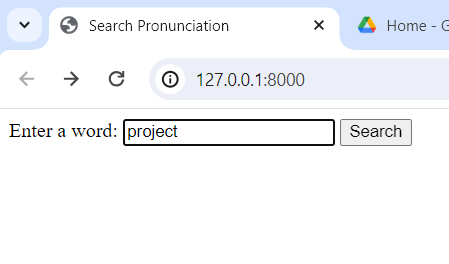 Search Pronunciation
Home - G
127.0.0.1:8000
Enter a word: project Search